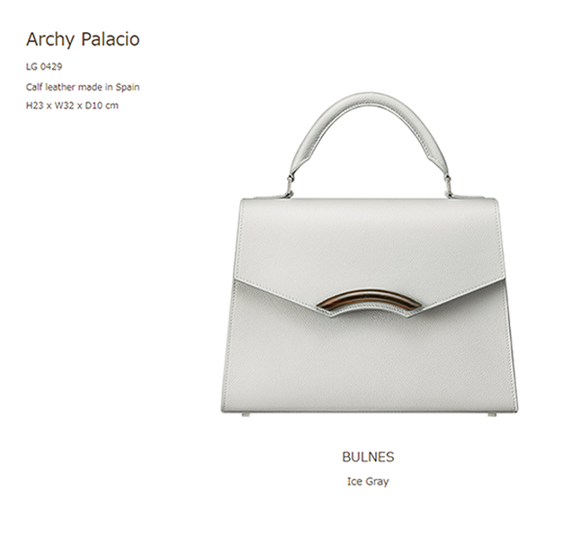 Archy Palacio
LG 0429
Calf leather made in Spain
H23 x W32 x D10 cm
BULNES
Ice Gray